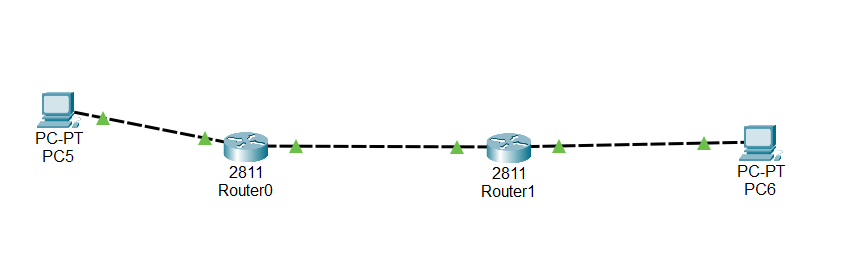 PC-PT
PC5
2811
Router0
2811
Router1
PC-PT
PC6